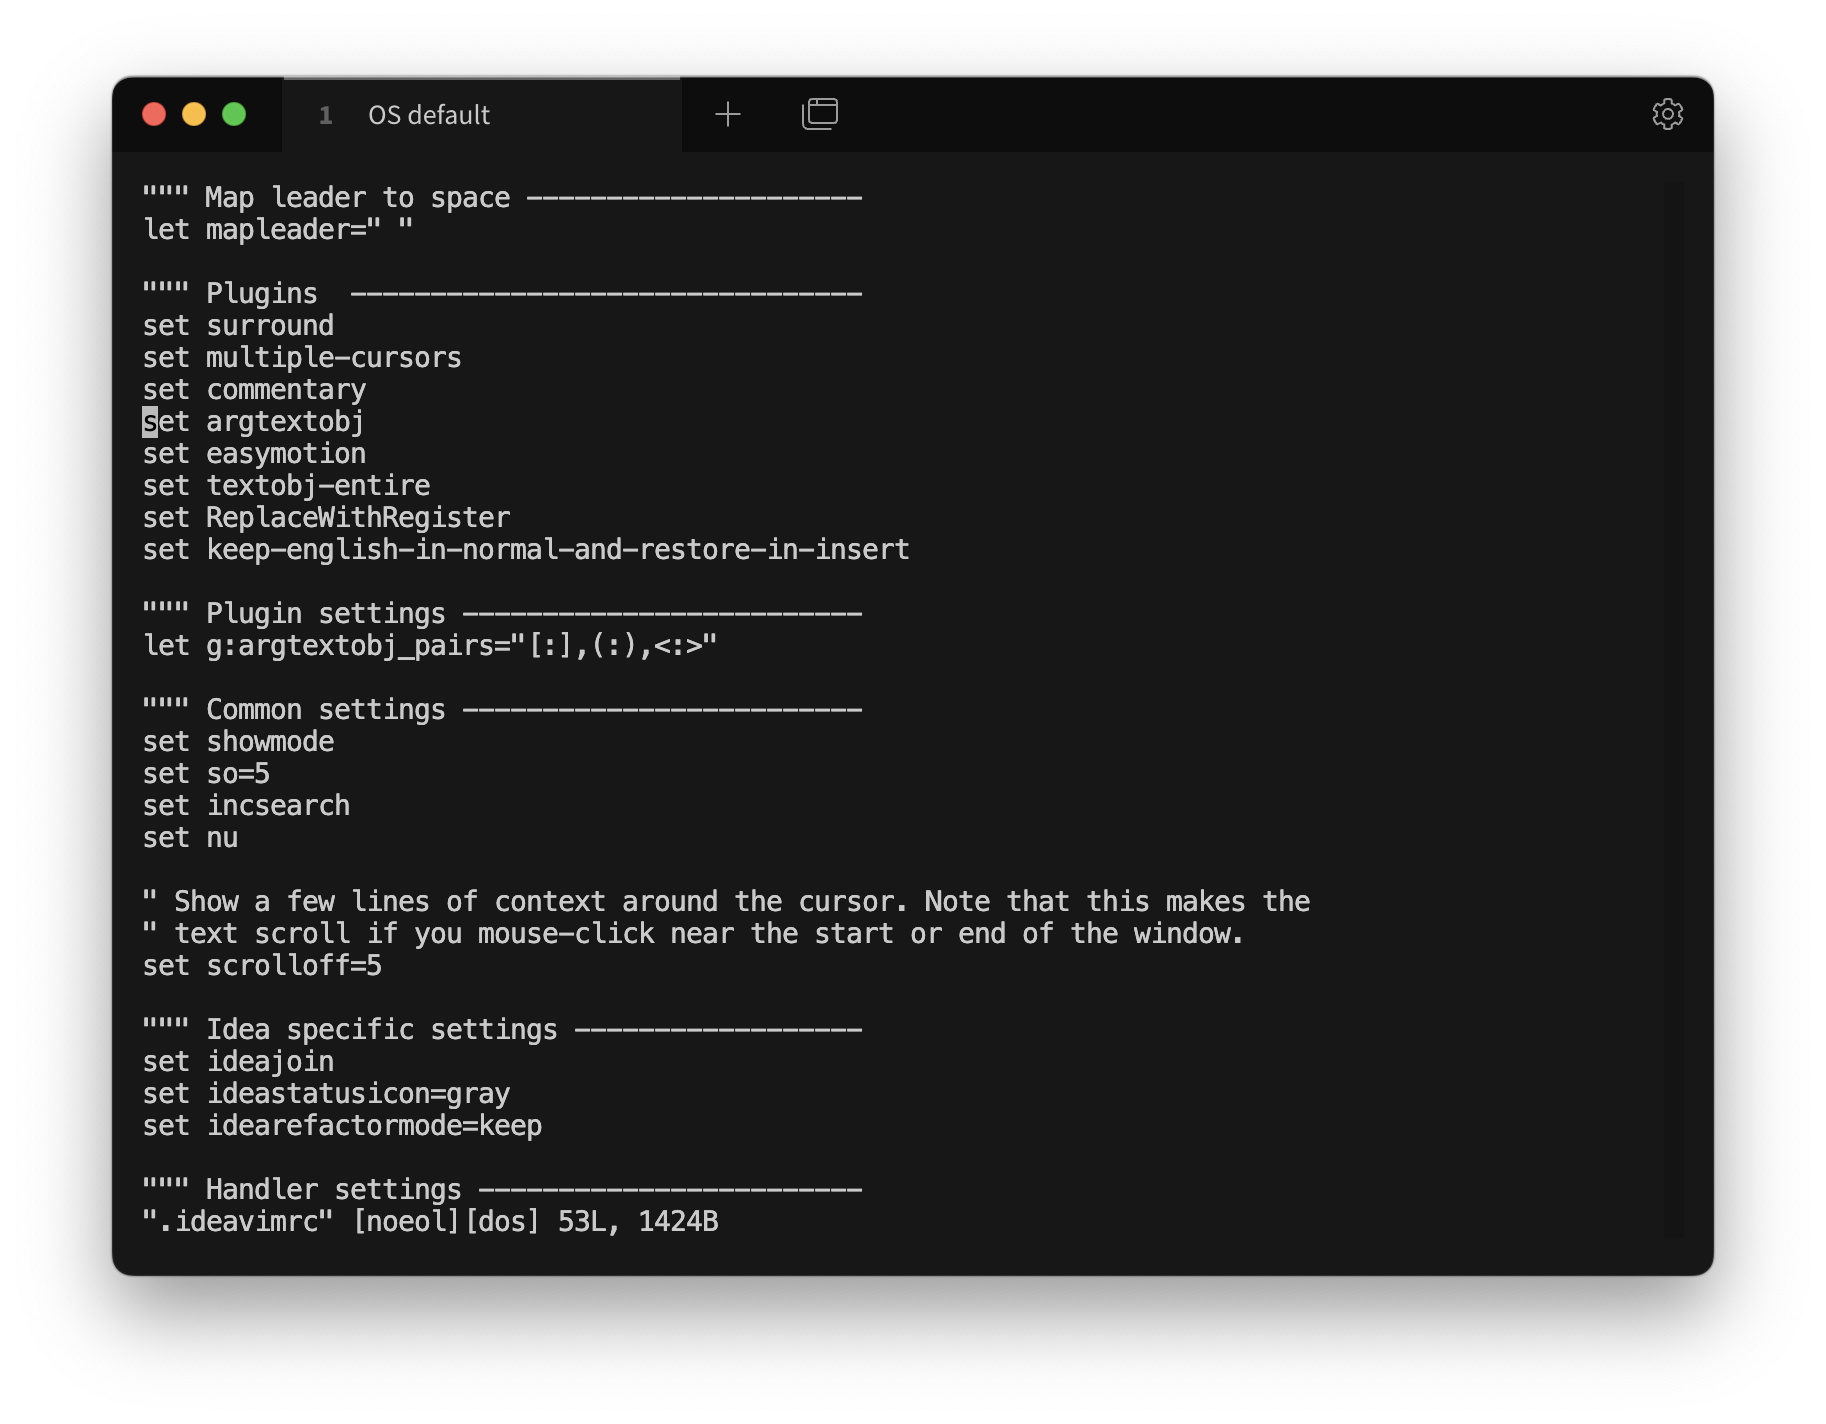 1 OS default
""" Map leader to space ---------------------
let mapleader=" "
""" Plugins  --------------------------------
set surround
set multiple-cursors
set commentary
set argtextobj
set easymotion
set textobj-entire
set ReplaceWithRegister
set keep-english-in-normal-and-restore-in-insert
""" Plugin settings -------------------------
let g:argtextobj_pairs="[:],(:),<:>"
""" Common settings -------------------------
set showmode
set so=5
set incsearch
set nu
" Show a few lines of context around the cursor. Note that this makes the
" text scroll if you mouse-click near the start or end of the window.
set scrolloff=5
""" Idea specific settings ------------------
set ideajoin
set ideastatusicon=gray
set idearefactormode=keep
""" Handler settings ------------------------
".ideavimrc" [noeol][dos] 53L, 1424B